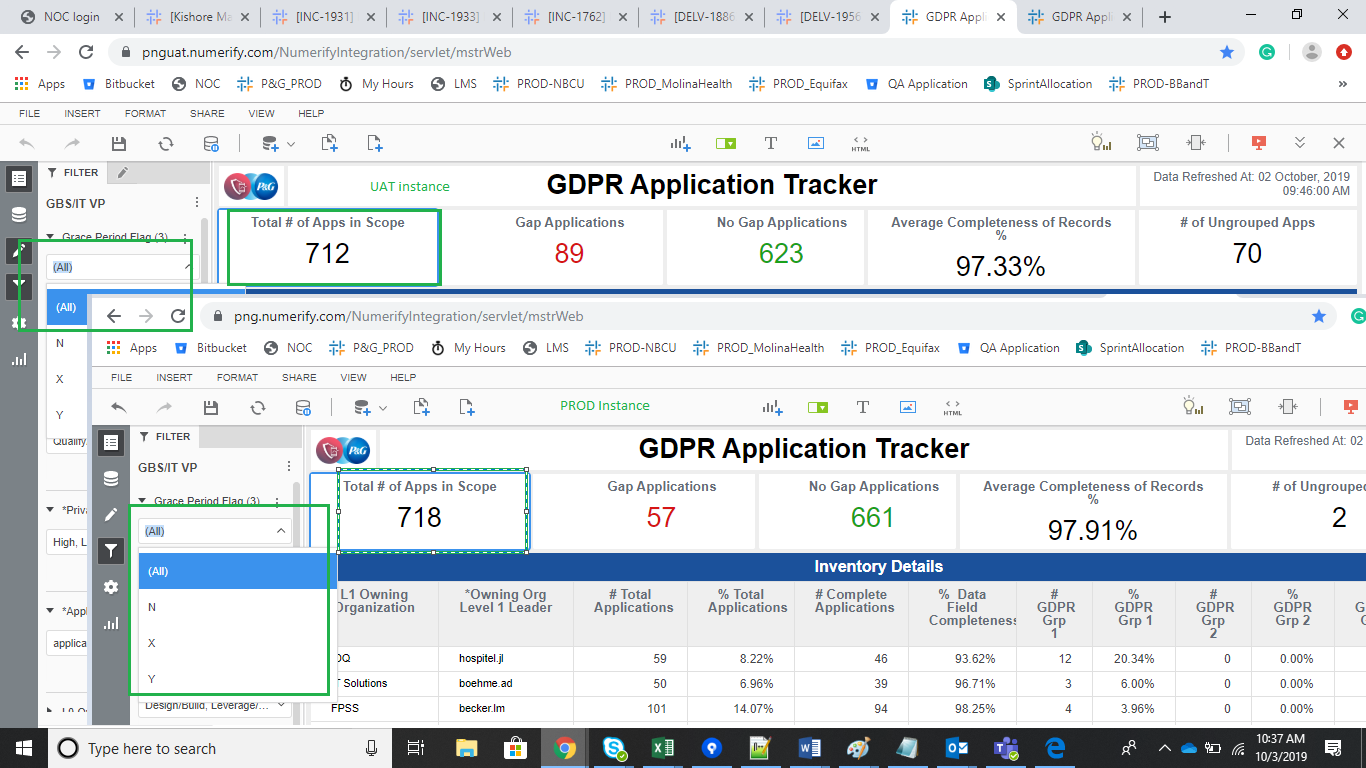 NOC login
[Kishore Ma
[INC-1931]
[INC-1933]
[INC-1762]
[DELV-1886
[DELV-1956
GDPR Appli
GDPR Appli
pnguat.numerify.com/NumerifyIntegration/servlet/mstrWeb
Apps Bitbucket NOC P&G_PROD My Hours LMS PROD-NBCU PROD_MolinaHealth PROD_Equifax QA Application SprintAllocation PROD-BBandT »
FILE INSERT FORMAT SHARE VIEW HELP
HTML
FILTER
P&G
UAT instance
GDPR Application Tracker
Data Refreshed At: 02 October, 2019
09:46:00 AM
GBS/IT VP
Total # of Apps in Scope
712
Gap Applications
89
No Gap Applications
623
Average Completeness of Records
%
97.33%
# of Ungrouped Apps
70
Grace Period Flag (3)
(All)
(All)
N
X
Y
Qualify
*Priva
High, L
*Appl
applica
png.numerify.com/NumerifyIntegration/servlet/mstrWeb
Apps Bitbucket NOC P&G_PROD My Hours LMS PROD-NBCU PROD_MolinaHealth PROD_Equifax QA Application SprintAllocation PROD-BBandT
FILE INSERT FORMAT SHARE VIEW HELP
PROD Instance
HTML
FILTER
P&G
GDPR Application Tracker
Data Refreshed At: 02
GBS/IT VP
Total # of Apps in Scope
718
Gap Applications
57
No Gap Applications
661
Average Completeness of Records
%
97.91%
# of Ungrouped
2
Grace Period Flag (3)
(All)
(All)
N
X
Y
Design/Build, Leverage/...
Inventory Details
L1 Owning
Organization
*Owning Org
Level 1 Leader
# Total
Applications
% Total
Applications
# Complete
Applications
% Data
Field
Completeness
#
GDPR
Grp
1
%
GDPR
Grp 1
#
GDPR
Grp
2
%
GDPR
Grp 2
hospitel.jl 59 8.22% 46 93.62% 12 20.34% 0 0.00%
Solutions boehme.ad 50 6.96% 39 96.71% 3 6.00% 0 0.00%
FPSS becker.lm 101 14.07% 94 98.25% 4 3.96% 0 0.00%
Type here to search
10:37 AM
10/3/2019